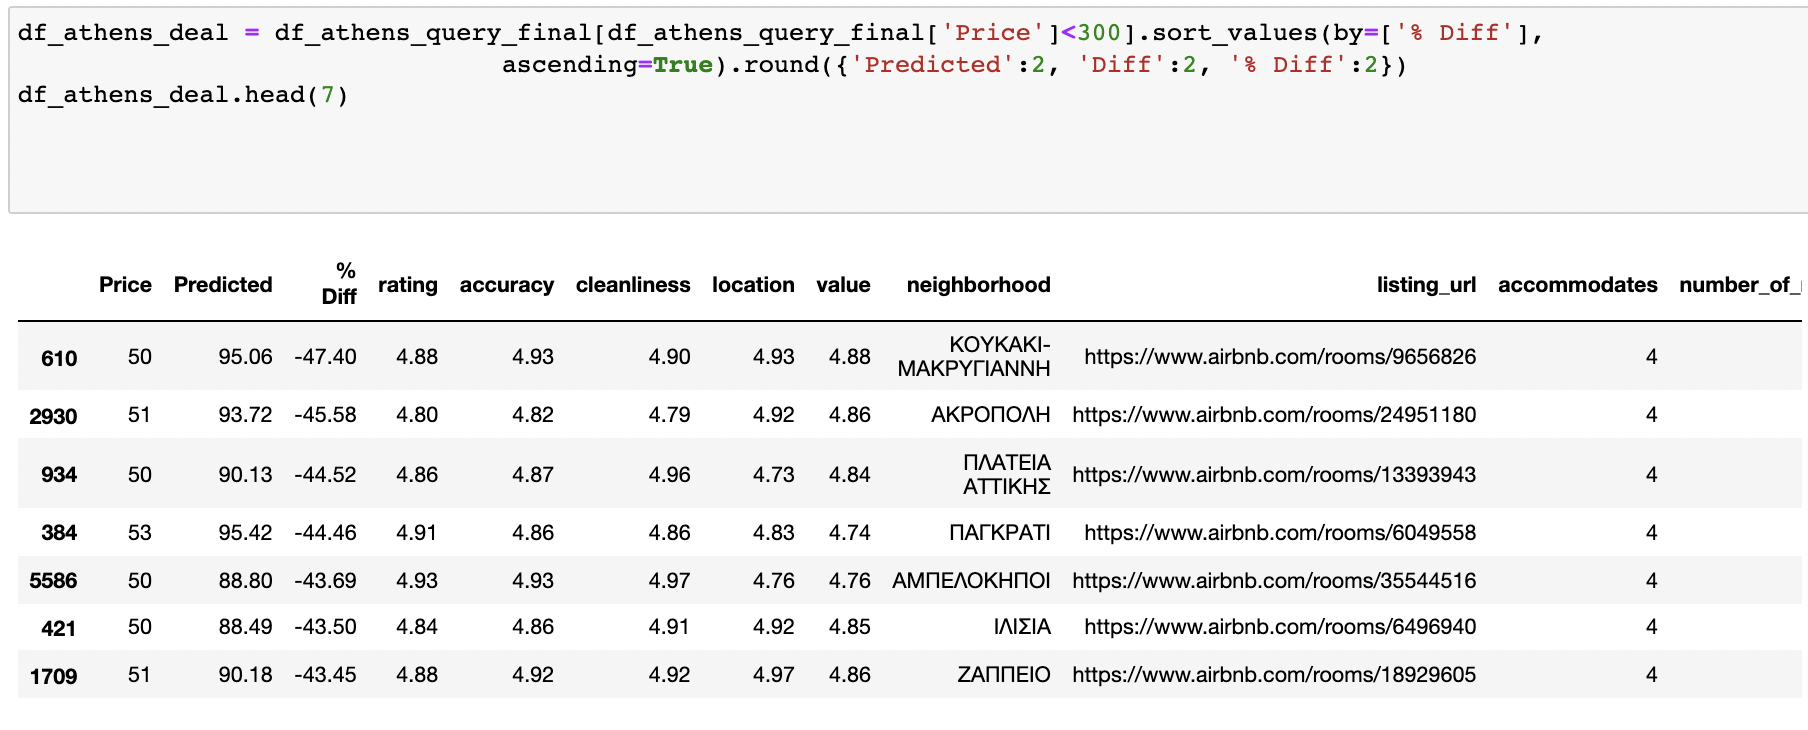 df_athens_deal = df_athens_query_final[df_athens_query_final['Price']<300].sort_values(by=['% Diff'],
ascending=True).round({'Predicted':2, 'Diff':2, '% Diff':2})
df_athens_deal.head(7)
Price Predicted % Diff rating accuracy cleanliness location value neighborhood listing_url accommodates number_of_
610 50 95.06 -47.40 4.88 4.93 4.90 4.93 4.88 ΚΟΥΚΑΚΙ-ΜΑΚΡΥΓΙΑΝΝΗ https://www.airbnb.com/rooms/9656826 4
2930 51 93.72 -45.58 4.80 4.82 4.79 4.92 4.86 ΑΚΡΟΠΟΛΗ https://www.airbnb.com/rooms/24951180 4
934 50 90.13 -44.52 4.86 4.87 4.96 4.73 4.84 ΠΛΑΤΕΙΑ ΑΤΤΙΚΗΣ https://www.airbnb.com/rooms/13393943 4
384 53 95.42 -44.46 4.91 4.86 4.86 4.83 4.74 ΠΑΓΚΡΑΤΙ https://www.airbnb.com/rooms/6049558 4
5586 50 88.80 -43.69 4.93 4.93 4.97 4.76 4.76 ΑΜΠΕΛΟΚΗΠΟΙ https://www.airbnb.com/rooms/35544516 4
421 50 88.49 -43.50 4.84 4.86 4.91 4.92 4.85 ΙΛΙΣΙΑ https://www.airbnb.com/rooms/6496940 4
1709 51 90.18 -43.45 4.88 4.92 4.92 4.97 4.86 ΖΑΠΠΕΙΟ https://www.airbnb.com/rooms/18929605 4